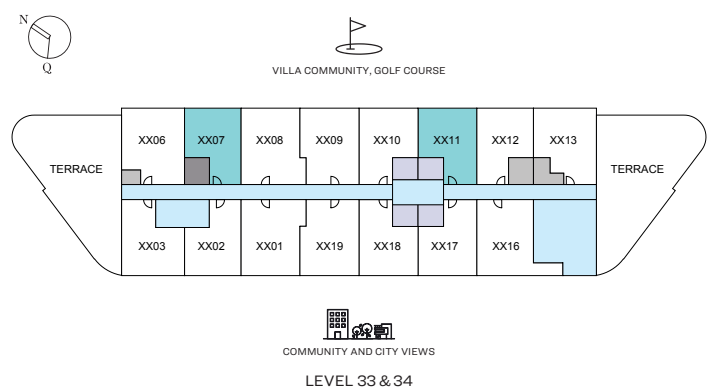 N
Q
VILLA COMMUNITY, GOLF COURSE
XX06 XX07 XX08 XX09 XX10 XX11 XX12 XX13
TERRACE TERRACE
XX03 XX02 XX01 XX19 XX18 XX17 XX16
COMMUNITY AND CITY VIEWS
LEVEL 33 & 34